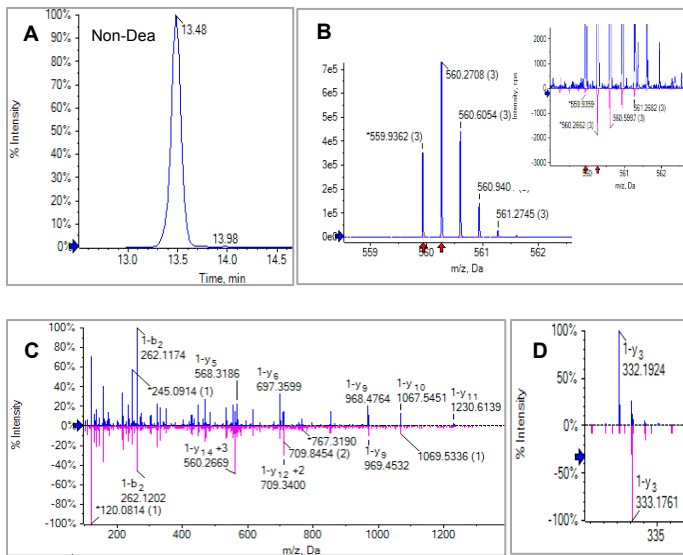 A
Non-Dea
13.48
13.98
100%
90%
80%
70%
60%
50%
40%
30%
20%
10%
0%
% Intensity
13.0 13.5 14.0 14.5
Time, min
B
7e5
6e5
5e5
4e5
3e5
2e5
1e5
0e0
560.2708 (3)
560.6054 (3)
*559.9362 (3)
561.2745 (3)
559 560 561 562
m/z, Da
2000
1000
0
-1000
-2000
-3000
Intensity, cps
*559.9359
561.2682 (3)
*560.2662 (3)
560.5997 (3)
560 561 562
m/z, Da
C
100%
80%
60%
40%
20%
0%
-20%
-40%
-60%
-80%
-100%
% Intensity
1-b2
262.1174
*245.0914 (1)
1-y5
568.3186
1-y6
697.3599
1-y9
968.4764
1-y10
1067.5451
1-y11
1230.6139
1-b2
262.1202
*120.0814 (1)
1-y14 +3
560.2669
*767.3190
709.8454 (2)
1-y12 +2
709.3400
1-y9
969.4532
1069.5336 (1)
200 400 600 800 1000 1200
m/z, Da
D
100%
50%
0%
-50%
-100%
% Intensity
1-y3
332.1924
1-y3
333.1761
335